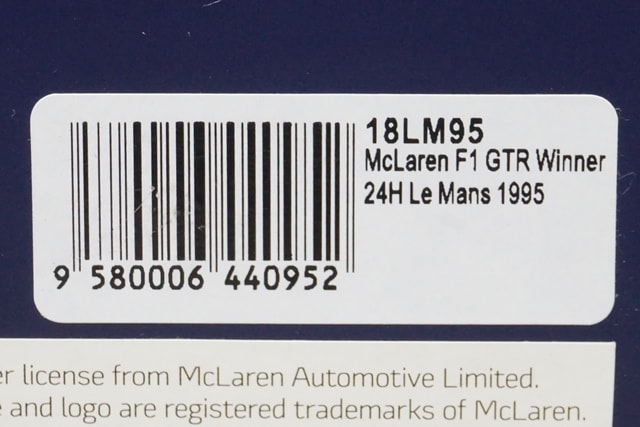 18LM95
McLaren F1 GTR Winner
24H Le Mans 1995
9 580006 440952
license from McLaren Automotive Limited.
and logo are registered trademarks of McLaren.